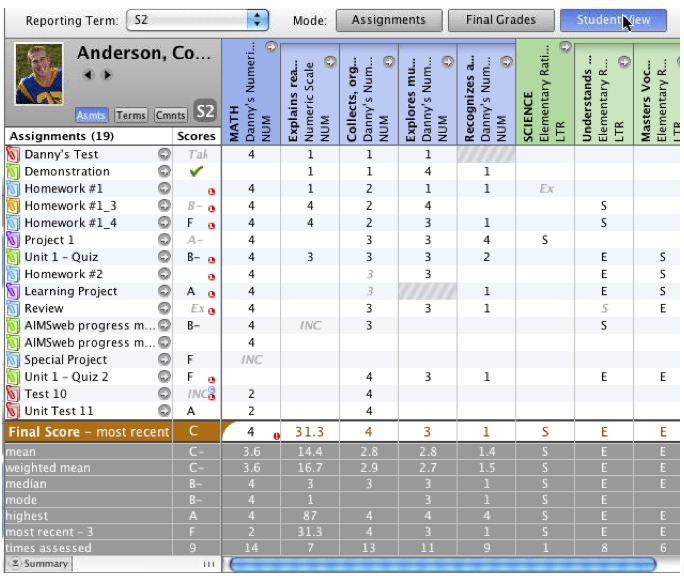 Reporting Term: S2 Mode: Assignments Final Grades Student View
Anderson, Co...
Asmts Terms Cmnts S2
MATH Danny's Numeri... NUM
Explains rea... Numeric Scale NUM
Collects, org... Danny's Num... NUM
Explores mu... Danny's Num... NUM
Recognizes a... Danny's Num... NUM
SCIENCE Elementary Rati... LTR
Understands ... Elementary R... LTR
Masters Voc... Elementary R... LTR
Assignments (19) Scores
Danny's Test 4 1 1 1
Demonstration 1 1 4 1
Homework #1 4 1 2 1 1 Ex
Homework #1_3 B- 4 4 2 4 S
Homework #1_4 F 4 4 2 3 1 S
Project 1 A- 4 3 3 4 S
Unit 1 - Quiz B- 4 3 3 3 2 E S
Homework #2 4 3 3 E S
Learning Project A 4 3 1 E S
Review Ex 4 3 3 1 S E
AIMSweb progress m... B- 4 INC 3 S
AIMSweb progress m... 4
Special Project F INC
Unit 1 - Quiz 2 F 4 3 1 E E
Test 10 INC 2 4
Unit Test 11 A 2 4
Final Score - most recent C 4 31.3 4 3 1 S E E
mean C- 3.6 14.4 2.8 2.8 1.4 S E E
weighted mean C- 3.6 16.7 2.9 2.7 1.5 S E E
median B- 4 3 3 3 1 S E E
mode B- 4 1 3 1 S E
highest A 4 87 4 4 4 S E E
most recent - 3 F 2 31.3 4 3 1 S E E
times assessed 9 14 7 13 11 9 1 8 6
Summary